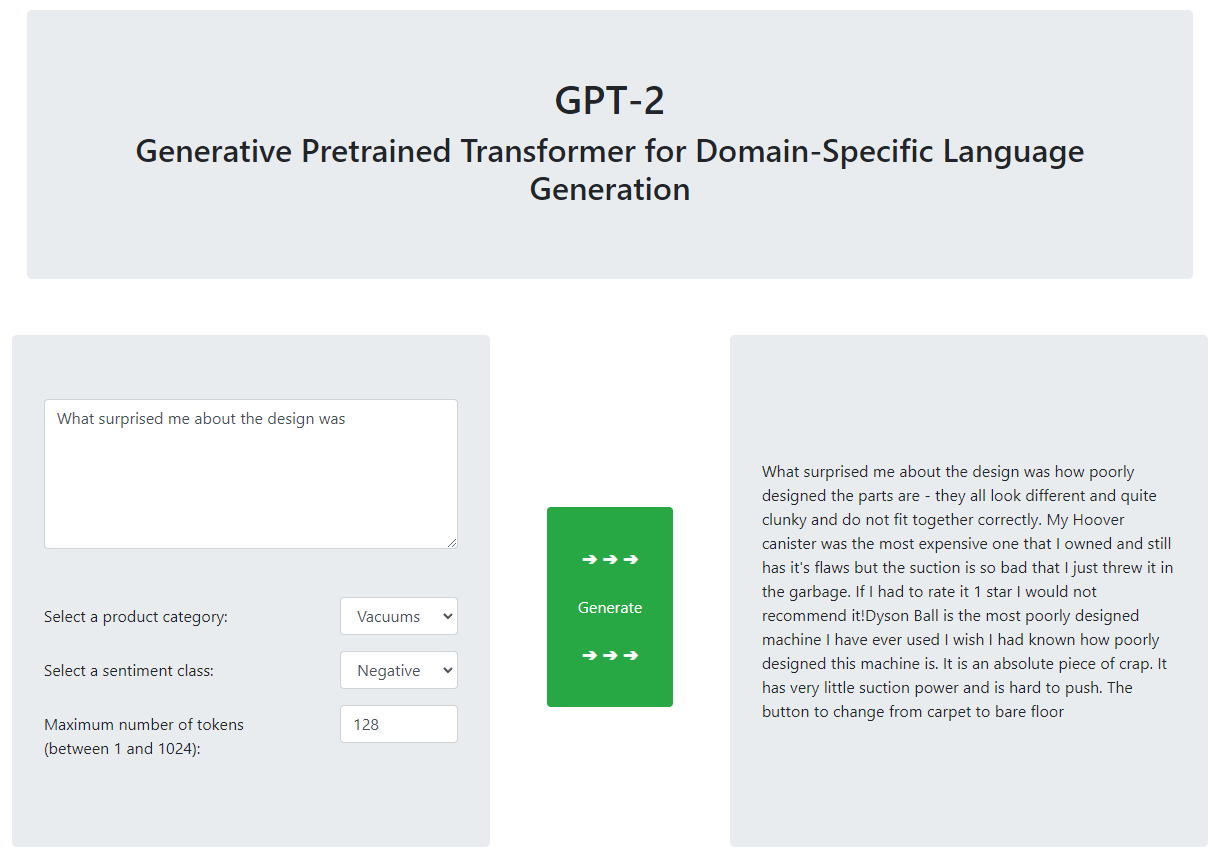 GPT-2
Generative Pretrained Transformer for Domain-Specific Language
Generation
What surprised me about the design was
Select a product category:
Vacuums
Select a sentiment class:
Negative
Maximum number of tokens
(between 1 and 1024):
128
➔ ➔ ➔
Generate
➔ ➔ ➔
What surprised me about the design was how poorly
designed the parts are - they all look different and quite
clunky and do not fit together correctly. My Hoover
canister was the most expensive one that I owned and still
has it's flaws but the suction is so bad that I just threw it in
the garbage. If I had to rate it 1 star I would not
recommend it!Dyson Ball is the most poorly designed
machine I have ever used I wish I had known how poorly
designed this machine is. It is an absolute piece of crap. It
has very little suction power and is hard to push. The
button to change from carpet to bare floor